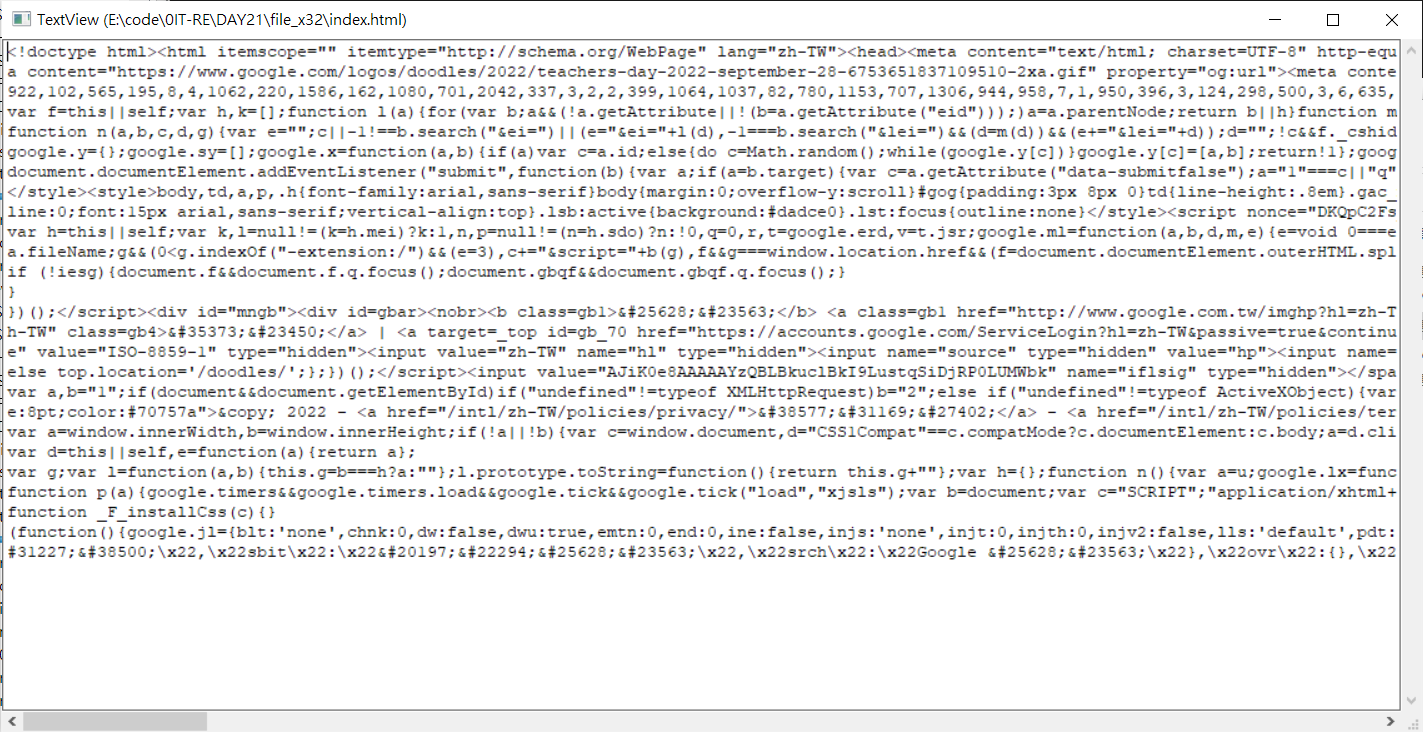 TextView (E:\code\0IT-RE\DAY21\file_x32\index.html)
<!doctype html><html itemscope="" itemtype="http://schema.org/WebPage" lang="zh-TW"><head><meta content="text/html; charset=UTF-8" http-equ
a content="https://www.google.com/logos/doodles/2022/teachers-day-2022-september-28-6753651837109510-2xa.gif" property="og:url"><meta conte
922,102,565,195,8,4,1062,220,1586,162,1080,701,2042,337,3,2,2,399,1064,1037,82,780,1153,707,1306,944,958,7,1,950,396,3,124,298,500,3,6,635,
var f=this||self;var h,k=[];function l(a){for(var b;a&&(!a.getAttribute||!(b=a.getAttribute("eid")));)a=a.parentNode;return b||h}function m
function n(a,b,c,d,g){var e="";c||-1!==b.search("&ei=")||(e="&ei="+l(d),-1===b.search("&lei=")&&(d=m(d))&&(e+="&lei="+d));d="";!c&&f._cshid
google.y={};google.sy=[];google.x=function(a,b){if(a)var c=a.id;else{do c=Math.random();while(google.y[c])}google.y[c]=[a,b];return!1};goog
document.documentElement.addEventListener("submit",function(b){var a;if(a=b.target){var c=a.getAttribute("data-submitfalse");a="1"===c||"q"
</style><style>body,td,a,p,.h{font-family:arial,sans-serif}body{margin:0;overflow-y:scroll}#gog{padding:3px 8px 0}td{line-height:.8em}.gac_
line:0;font:15px arial,sans-serif;vertical-align:top}.lsb:active{background:#dadce0}.lst:focus{outline:none}</style><script nonce="DKQpC2Fs
var h=this||self;var k,l=null!=(k=h.mei)?k:1,n,p=null!=(n=h.sdo)?n:!0,q=0,r,t=google.erd,v=t.jsr;google.ml=function(a,b,d,m,e){e=void 0===e
a.fileName;g&&(0<g.indexOf("-extension:/")&&(e=3),c+="&script="+b(g),f&&g===window.location.href&&(f=document.documentElement.outerHTML.spl
if (!iesg){document.f&&document.f.q.focus();document.gbqf&&document.gbqf.q.focus();}
}
})();</script><div id="mngb"><div id=gbar><nobr><b class=gb1>&#25628;&#23563;</b> <a class=gb1 href="http://www.google.com.tw/imghp?hl=zh-T
h-TW" class=gb4>&#35373;&#23450;</a> | <a target=_top id=gb_70 href="https://accounts.google.com/ServiceLogin?hl=zh-TW&passive=true&continu
e" value="ISO-8859-1" type="hidden"><input value="zh-TW" name="hl" type="hidden"><input name="source" type="hidden" value="hp"><input name=
else top.location='/doodles/';};})();</script><input value="AJiK0e8AAAAAYzQBLBkuclBkI9LustqSiDjRP0LUMWbk" name="iflsig" type="hidden"></spa
var a,b="1";if(document&&document.getElementById)if("undefined"!=typeof XMLHttpRequest)b="2";else if("undefined"!=typeof ActiveXObject){var
e:8pt;color:#70757a">&copy; 2022 - <a href="/intl/zh-TW/policies/privacy/">&#38577;&#31169;&#27402;</a> - <a href="/intl/zh-TW/policies/ter
var a=window.innerWidth,b=window.innerHeight;if(!a||!b){var c=window.document,d="CSS1Compat"==c.compatMode?c.documentElement:c.body;a=d.cli
var d=this||self,e=function(a){return a};
var g;var l=function(a,b){this.g=b===h?a:""};l.prototype.toString=function(){return this.g+""};var h={};function n(){var a=u;google.lx=func
function p(a){google.timers&&google.timers.load&&google.tick&&google.tick("load","xjsls");var b=document;var c="SCRIPT";"application/xhtml+
function _F_installCss(c){}
(function(){google.jl={blt:'none',chnk:0,dw:false,dwu:true,emtn:0,end:0,ine:false,injs:'none',injt:0,injth:0,injv2:false,lls:'default',pdt:
#31227;&#38500;\x22,\x22sbit\x22:\x22&#20197;&#22294;&#25628;&#23563;\x22,\x22srch\x22:\x22Google &#25628;&#23563;\x22},\x22ovr\x22:{},\x22